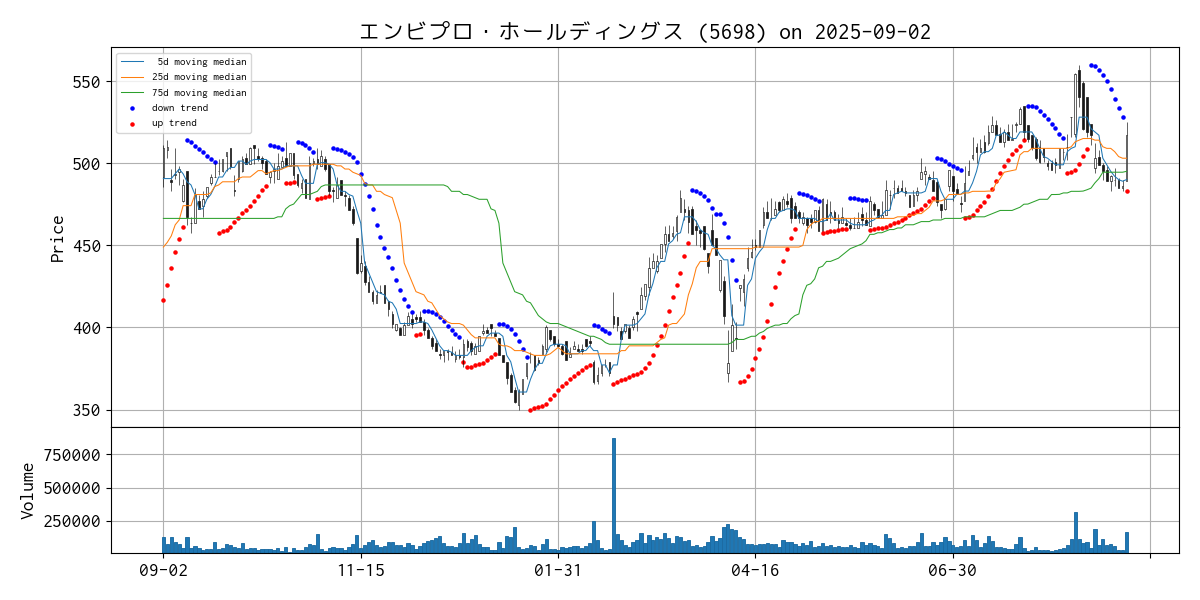 エンビプロ・ホールディングス (5698) on 2025-09-02
5d moving median
25d moving median
75d moving median
down trend
up trend
Price
550
500
450
400
350
Volume
750000
500000
250000
09-02 11-15 01-31 04-16 06-30